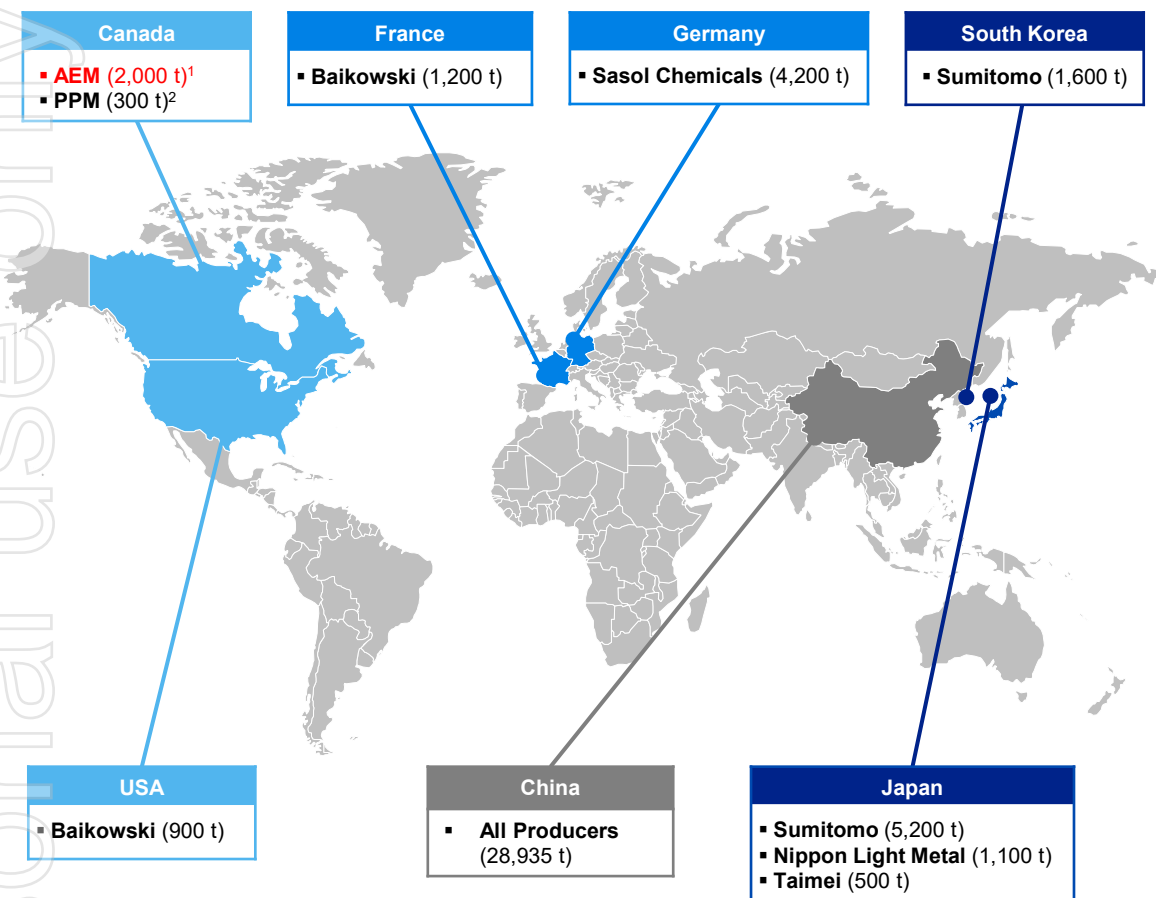 Canada
▪ AEM (2,000 t)¹
▪ PPM (300 t)²
France
▪ Baikowski (1,200 t)
Germany
▪ Sasol Chemicals (4,200 t)
South Korea
▪ Sumitomo (1,600 t)
USA
▪ Baikowski (900 t)
China
▪ All Producers
(28,935 t)
Japan
▪ Sumitomo (5,200 t)
▪ Nippon Light Metal (1,100 t)
▪ Taimei (500 t)